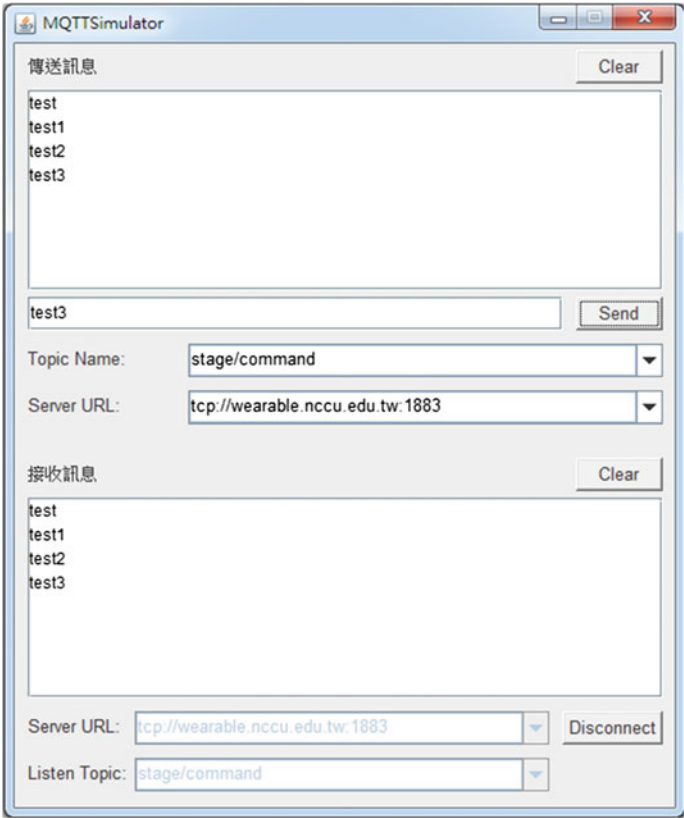 MQTTSimulator
傳送訊息 Clear
test
test1
test2
test3
test3 Send
Topic Name: stage/command
Server URL: tcp://wearable.nccu.edu.tw:1883
接收訊息 Clear
test
test1
test2
test3
Server URL: tcp://wearable.nccu.edu.tw:1883 Disconnect
Listen Topic: stage/command